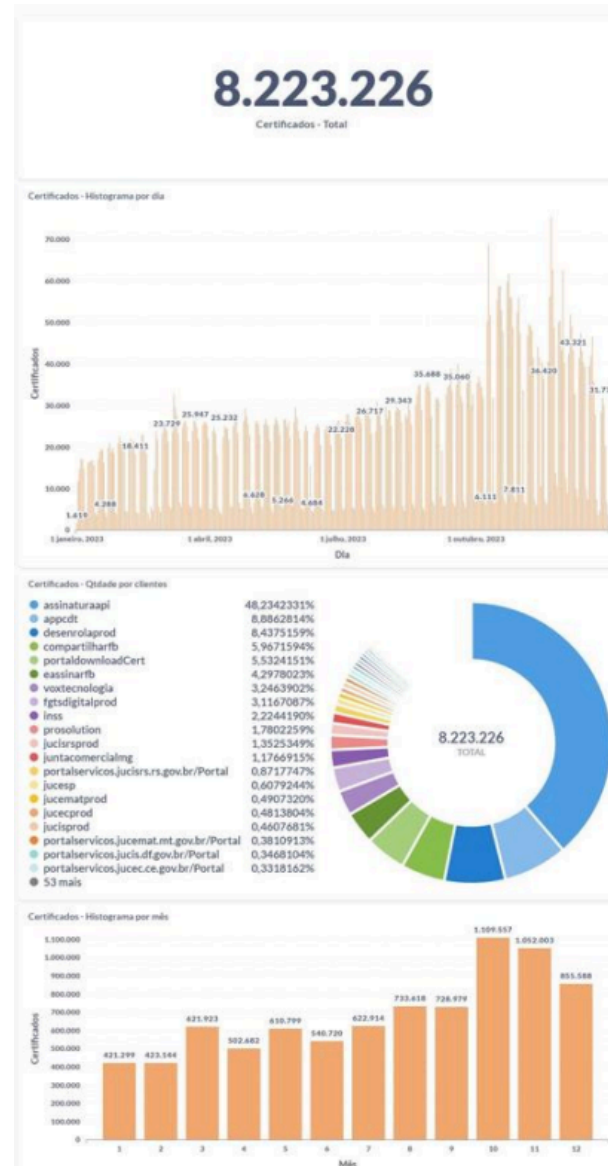 8.223.226
Certificados - Total
Certificados - Histograma por dia
70.000
60.000
50.000
40.000
30.000
20.000
10.000
0
Certificados
1.619
4.288
18.411
23.729
25.947
25.232
6.628
5.266
4.684
22.228
26.717
29.343
35.688
35.060
6.111
7.811
36.420
43.321
1 janeiro, 2023
1 abril, 2023
1 julho, 2023
1 outubro, 2023
Dia
Certificados - Qtdade por clientes
assinaturaapi 48,2342331%
appcdt 8,8862814%
desenrolaprod 8,4375159%
compartilharfb 5,9671594%
portaldownloadCert 5,5324151%
eassinarfb 4,2978023%
voxtecnologia 3,2463902%
fgtsdigitalprod 3,1167087%
inss 2,2244190%
prosolution 1,7802259%
jucisrsprod 1,3525349%
juntacomercialmg 1,1766915%
portalservicos.jucisrs.rs.gov.br/Portal 0,8717747%
jucesp 0,6079244%
jucematprod 0,4907320%
jucecprod 0,4813804%
jucisprod 0,4607681%
portalservicos.jucemat.mt.gov.br/Portal 0,3810913%
portalservicos.jucis.df.gov.br/Portal 0,3468104%
portalservicos.jucec.ce.gov.br/Portal 0,3318162%
53 mais
8.223.226
TOTAL
Certificados - Histograma por mês
1.100.000
1.000.000
900.000
800.000
700.000
600.000
500.000
400.000
300.000
200.000
100.000
0
Certificados
421.299
423.144
621.923
502.682
610.799
540.720
622.914
733.618
728.979
1.109.557
1.052.003
855.588
1 2 3 4 5 6 7 8 9 10 11 12
Mês